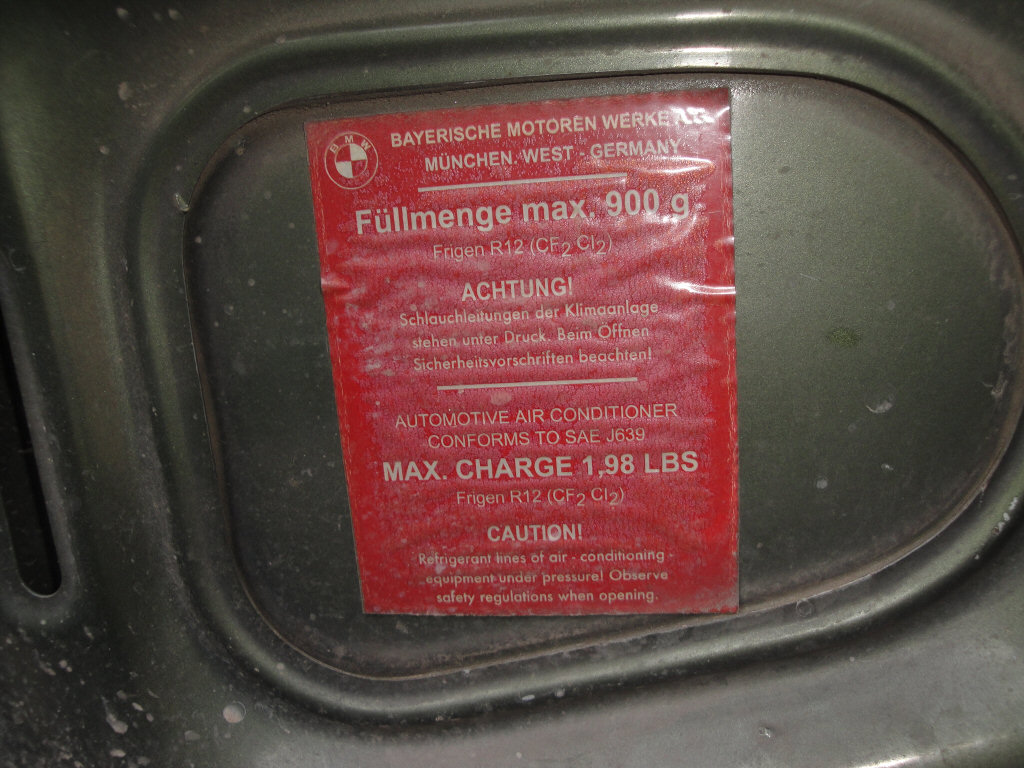 BMW
BAYERISCHE MOTOREN WERKE AG
MÜNCHEN, WEST - GERMANY
Füllmenge max. 900 g
Frigen R12 (CF2 Cl2)
ACHTUNG!
Schlauchleitungen der Klimaanlage
stehen unter Druck. Beim Öffnen
Sicherheitsvorschriften beachten!
AUTOMOTIVE AIR CONDITIONER
CONFORMS TO SAE J639
MAX. CHARGE 1,98 LBS
Frigen R12 (CF2 Cl2)
CAUTION!
Refrigerant lines of air - conditioning -
equipment under pressure! Observe
safety regulations when opening.